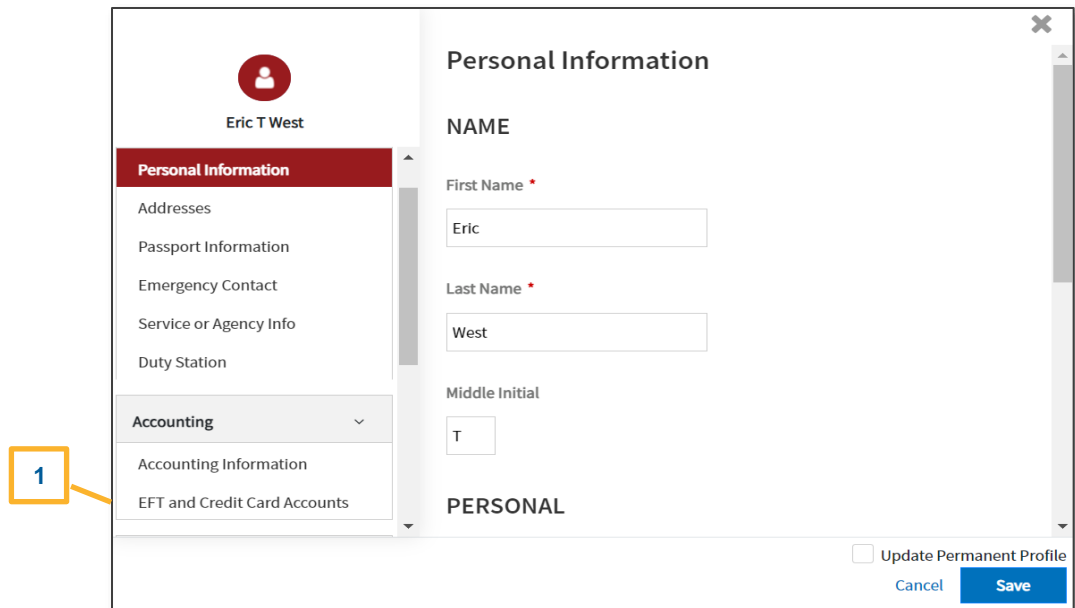 Eric T West
Personal Information
Addresses
Passport Information
Emergency Contact
Service or Agency Info
Duty Station
Accounting
Accounting Information
EFT and Credit Card Accounts
1
Personal Information
NAME
First Name *
Eric
Last Name *
West
Middle Initial
T
PERSONAL
Update Permanent Profile
Cancel
Save